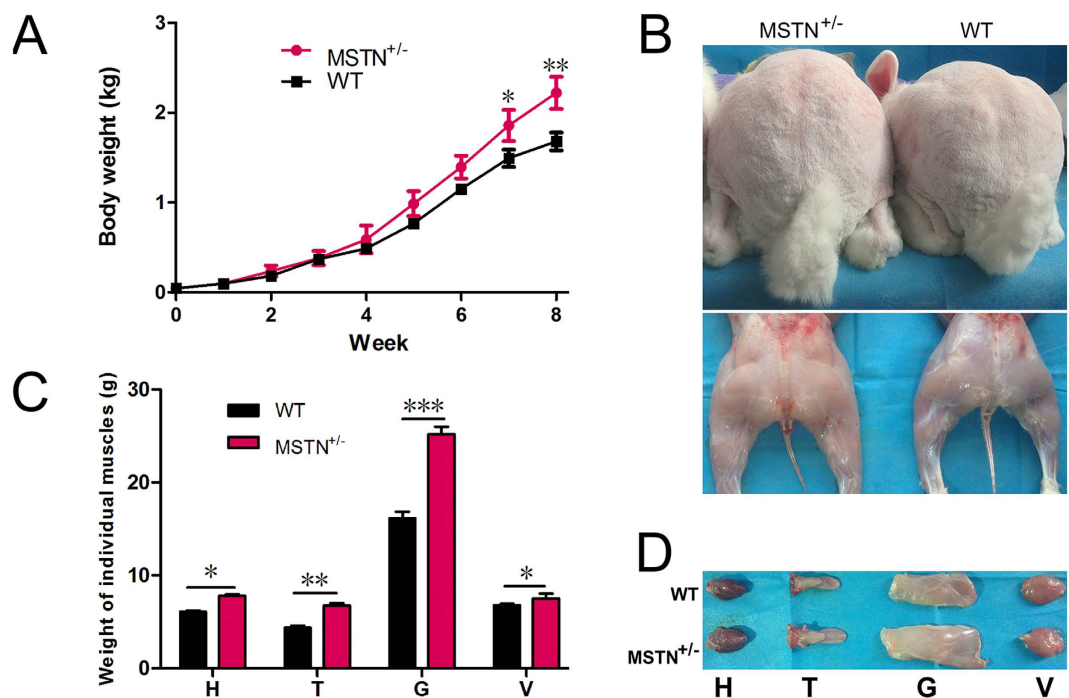 A
Body weight (kg)
3
2
1
0
MSTN+/-
WT
*
**
0 2 4 6 8
Week
B
MSTN+/- WT
C
Weight of individual muscles (g)
30
20
10
0
WT
MSTN+/-
* ** *** *
H T G V
D
WT
MSTN+/-
H T G V